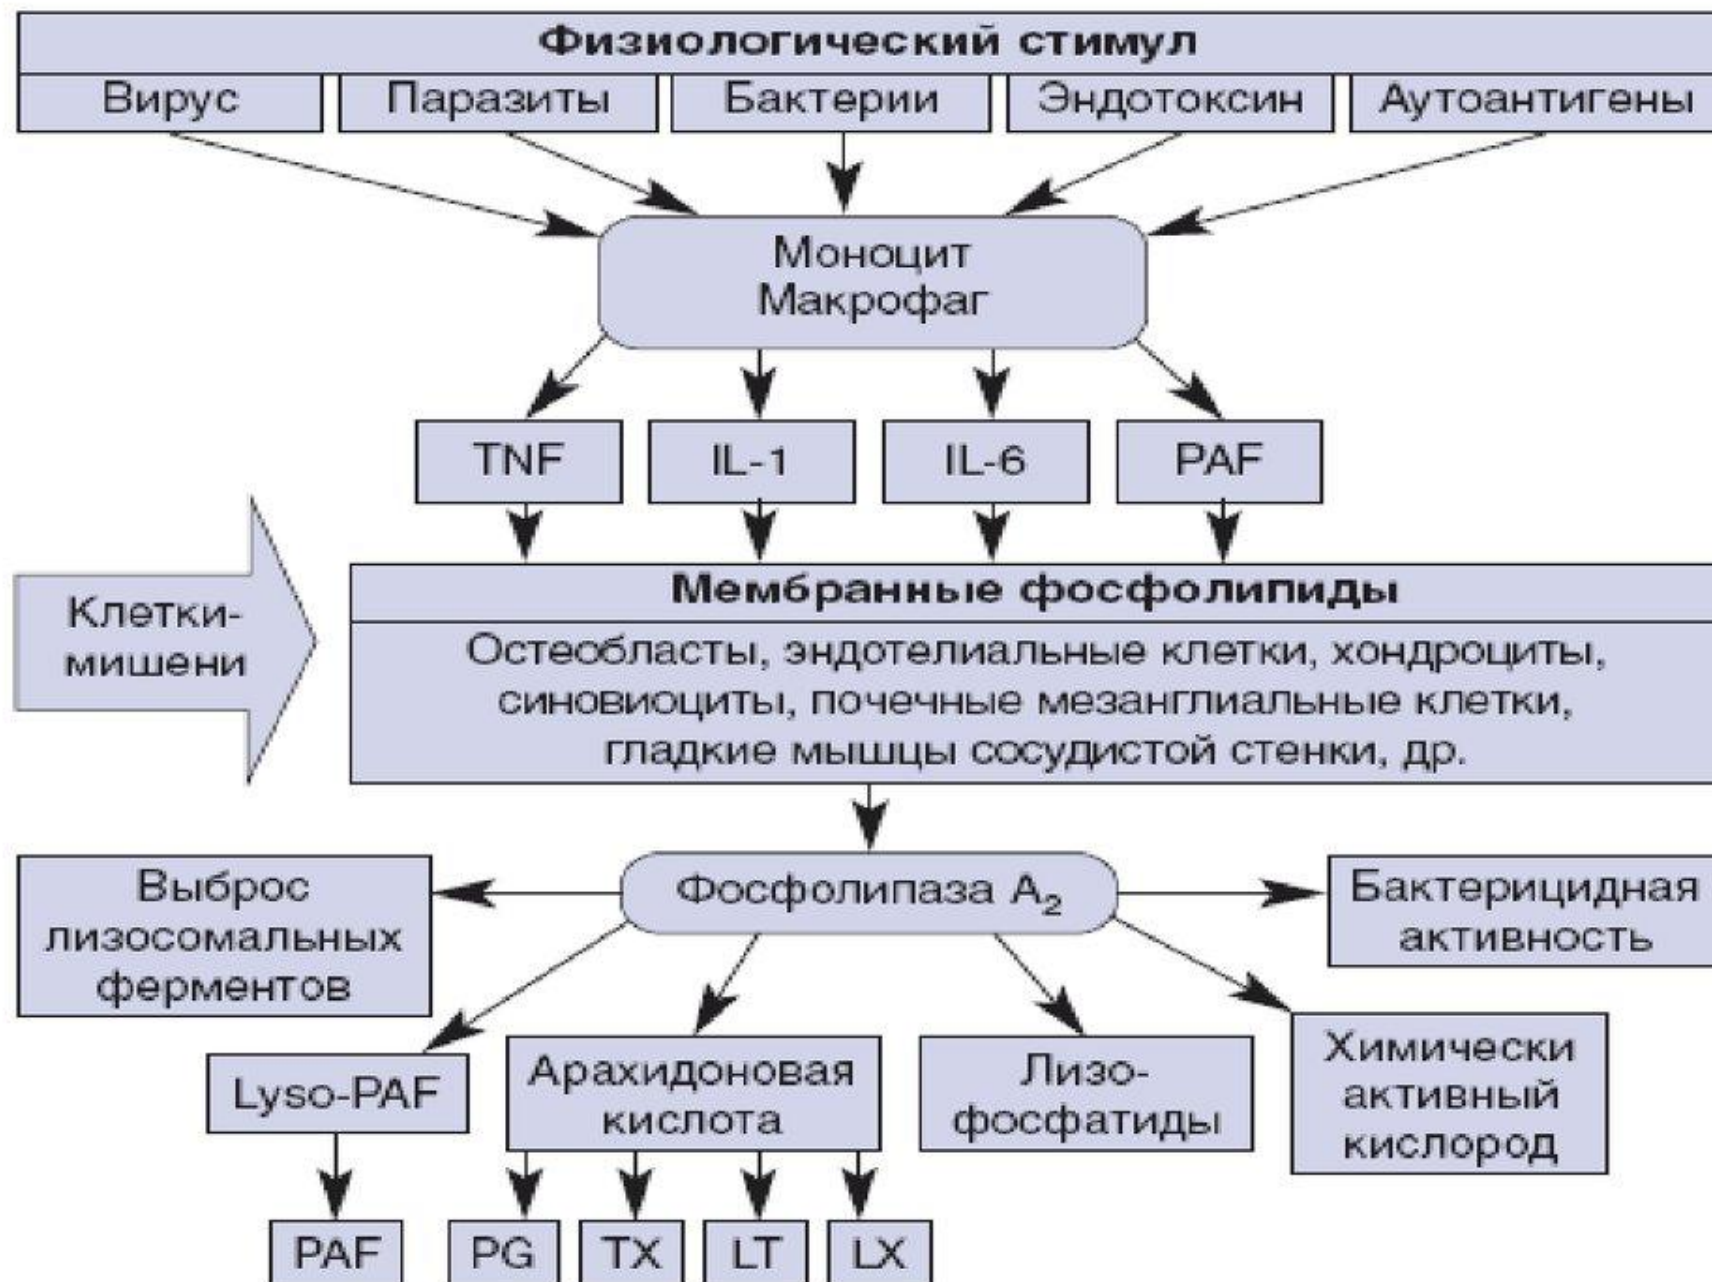 Физиологический стимул
Вирус
Паразиты
Бактерии
Эндотоксин
Аутоантигены
Моноцит
Макрофаг
TNF
IL-1
IL-6
PAF
Клетки-
мишени
Мембранные фосфолипиды
Остеобласты, эндотелиальные клетки, хондроциты,
синовиоциты, почечные мезанглиальные клетки,
гладкие мышцы сосудистой стенки, др.
Выброс
лизосомальных
ферментов
Фосфолипаза A₂
Бактерицидная
активность
Lyso-PAF
Арахидоновая
кислота
Лизо-
фосфатиды
Химически
активный
кислород
PAF
PG
TX
LT
LX